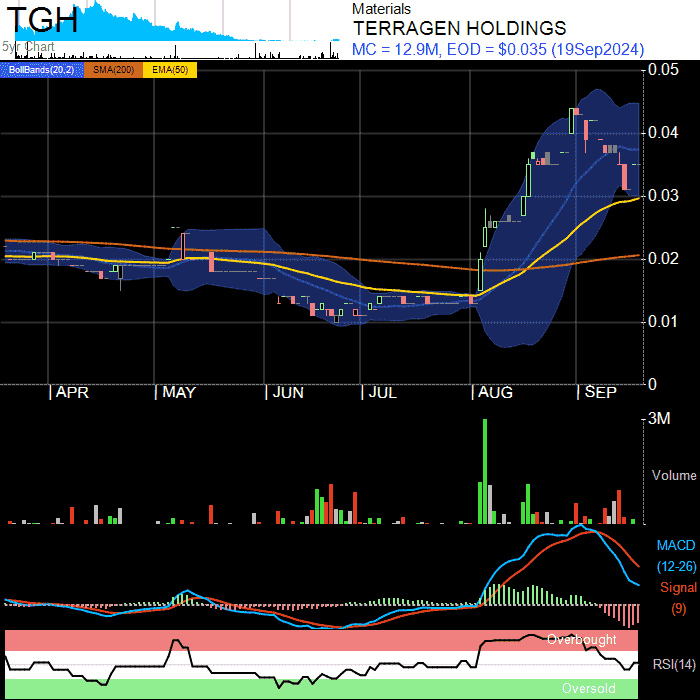 TGH
5yr Chart
Materials
TERRAGEN HOLDINGS
MC = 12.9M, EOD = $0.035 (19Sep2024)
BollBands(20,2) SMA(200) EMA(50)
0.05
0.04
0.03
0.02
0.01
0
APR MAY JUN JUL AUG SEP
3M
Volume
MACD
(12-26)
Signal
(9)
Overbought
RSI(14)
Oversold